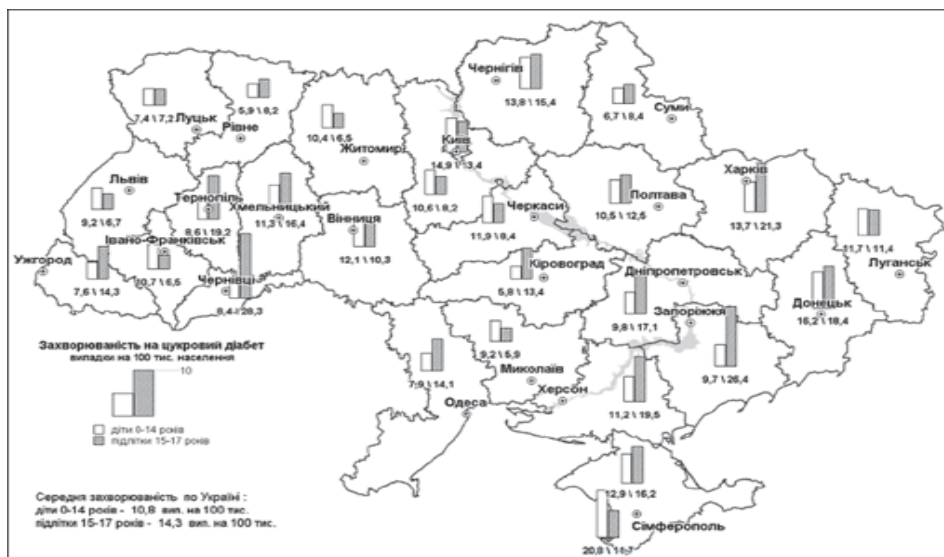 Чернігів
13,8 \ 15,4
Суми
6,7 \ 8,4
7,4 \ 7,2
Луцьк
5,9 \ 8,2
Рівне
10,4 \ 6,5
Житомир
Київ
14,9 \ 13,4
10,6 \ 8,2
Львів
9,2 \ 6,7
Тернопіль
8,6 \ 19,2
Хмельницький
11,3 \ 16,4
Вінниця
12,1 \ 10,3
Черкаси
11,9 \ 8,4
Полтава
10,5 \ 12,5
Харків
13,7 \ 21,3
11,7 \ 11,4
Луганськ
Ужгород
7,6 \ 14,3
Івано-Франківськ
10,7 \ 6,5
Чернівці
8,4 \ 28,3
Кіровоград
5,8 \ 13,4
Дніпропетровськ
9,8 \ 17,1
Запоріжжя
9,7 \ 26,4
Донецьк
16,2 \ 18,4
9,2 \ 5,9
Миколаїв
7,9 \ 14,1
Одеса
Херсон
11,2 \ 19,5
12,9 \ 16,2
Сімферополь
Захворюваність на цукровий діабет
випадки на 100 тис. населення
10
діти 0-14 років
підлітки 15-17 років
Середня захворюваність по Україні :
діти 0-14 років - 10,8 вип. на 100 тис.
підлітки 15-17 років - 14,3 вип. на 100 тис.